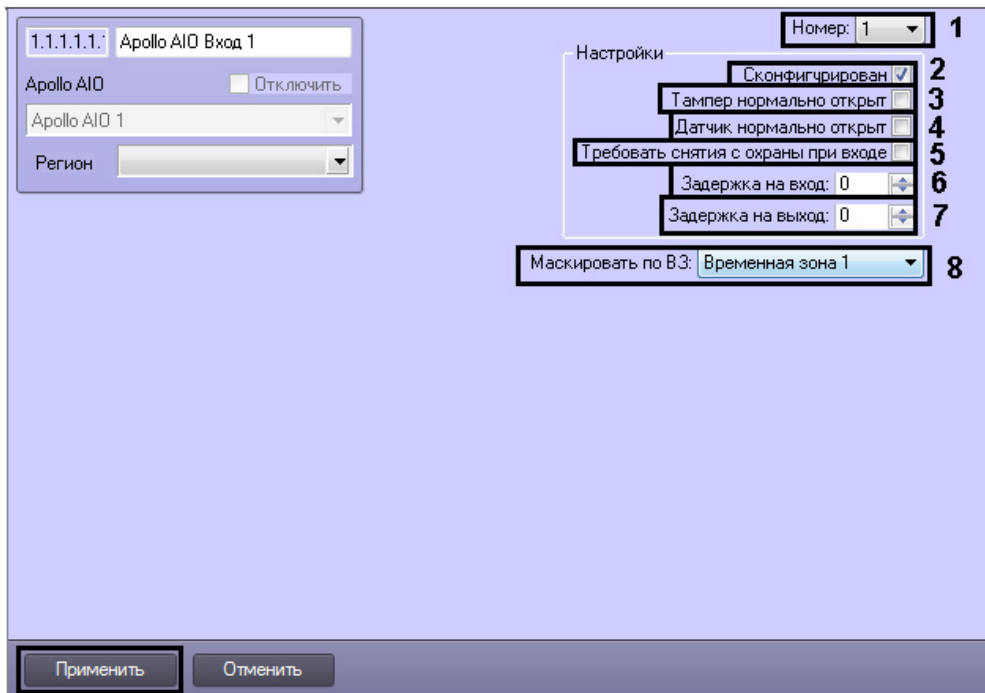 1.1.1.1.1.' Apollo AIO Вход 1
Apollo AIO Отключить
Apollo AIO 1
Регион
Номер: 1 1
Настройки
Сконфигурирован 2
Тампер нормально открыт 3
Датчик нормально открыт 4
Требовать снятия с охраны при входе 5
Задержка на вход: 0 6
Задержка на выход: 0 7
Маскировать по ВЗ: Временная зона 1 8
Применить Отменить